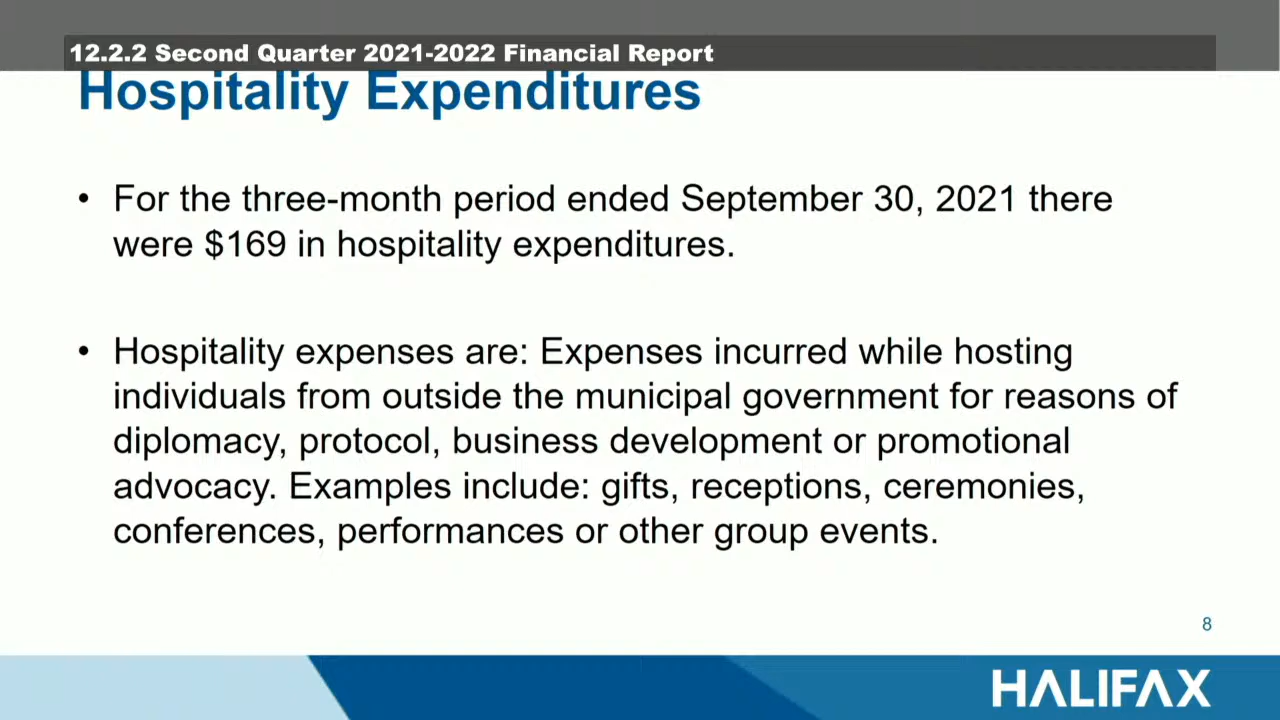 12.2.2 Second Quarter 2021-2022 Financial Report
Hospitality Expenditures
• For the three-month period ended September 30, 2021 there
were $169 in hospitality expenditures.
• Hospitality expenses are: Expenses incurred while hosting
individuals from outside the municipal government for reasons of
diplomacy, protocol, business development or promotional
advocacy. Examples include: gifts, receptions, ceremonies,
conferences, performances or other group events.
8
HALIFAX